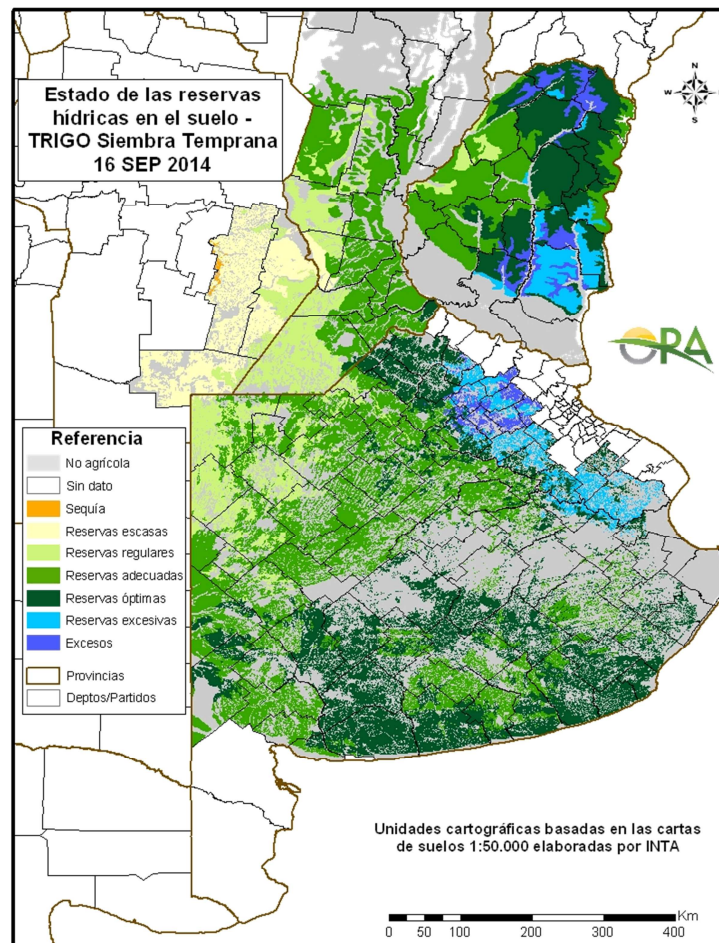 Estado de las reservas
hídricas en el suelo -
TRIGO Siembra Temprana
16 SEP 2014
N
W E
S
OPA
Referencia
No agrícola
Sin dato
Sequía
Reservas escasas
Reservas regulares
Reservas adecuadas
Reservas óptimas
Reservas excesivas
Excesos
Provincias
Deptos/Partidos
Unidades cartográficas basadas en las cartas
de suelos 1:50.000 elaboradas por INTA
Km
0 50 100 200 300 400